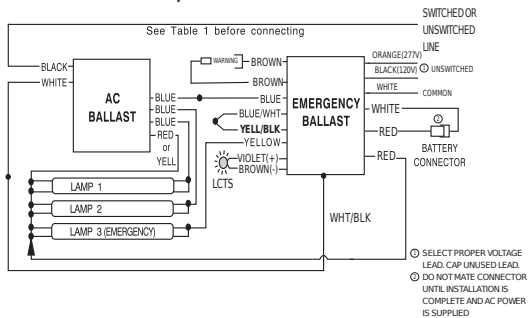 SWITCHED OR
UNSWITCHED
LINE
See Table 1 before connecting
BLACK
WHITE
AC
BALLAST
BLUE
BLUE
BLUE
RED
or
YELL
WARNING
BROWN
BROWN
BLUE
BLUE/WHT
YELL/BLK
YELLOW
VIOLET(+)
BROWN(-)
LCTS
EMERGENCY
BALLAST
ORANGE(277V)
BLACK(120V) ① UNSWITCHED
WHITE
COMMON
WHITE
②
RED
BATTERY
CONNECTOR
RED
LAMP 1
LAMP 2
LAMP 3 (EMERGENCY)
WHT/BLK
① SELECT PROPER VOLTAGE
LEAD. CAP UNUSED LEAD.
② DO NOT MATE CONNECTOR
UNTIL INSTALLATION IS
COMPLETE AND AC POWER
IS SUPPLIED